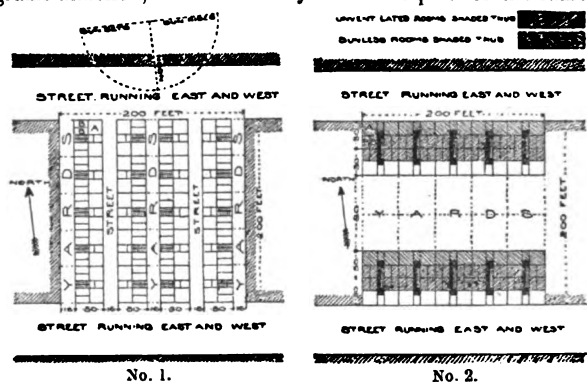 UNVENTILATED ROOMS SHADED THUS
SUNLESS ROOMS SHADED THUS
STREET. RUNNING EAST AND WEST
200 FEET
A
YARDS
STREET
YARDS
STREET
YARDS
NORTH
200 FEET
STREET RUNNING EAST AND WEST
No. 1.
STREET RUNNING EAST AND WEST
200 FEET
NORTH
YARDS
200 FEET
STREET RUNNING EAST AND WEST
No. 2.